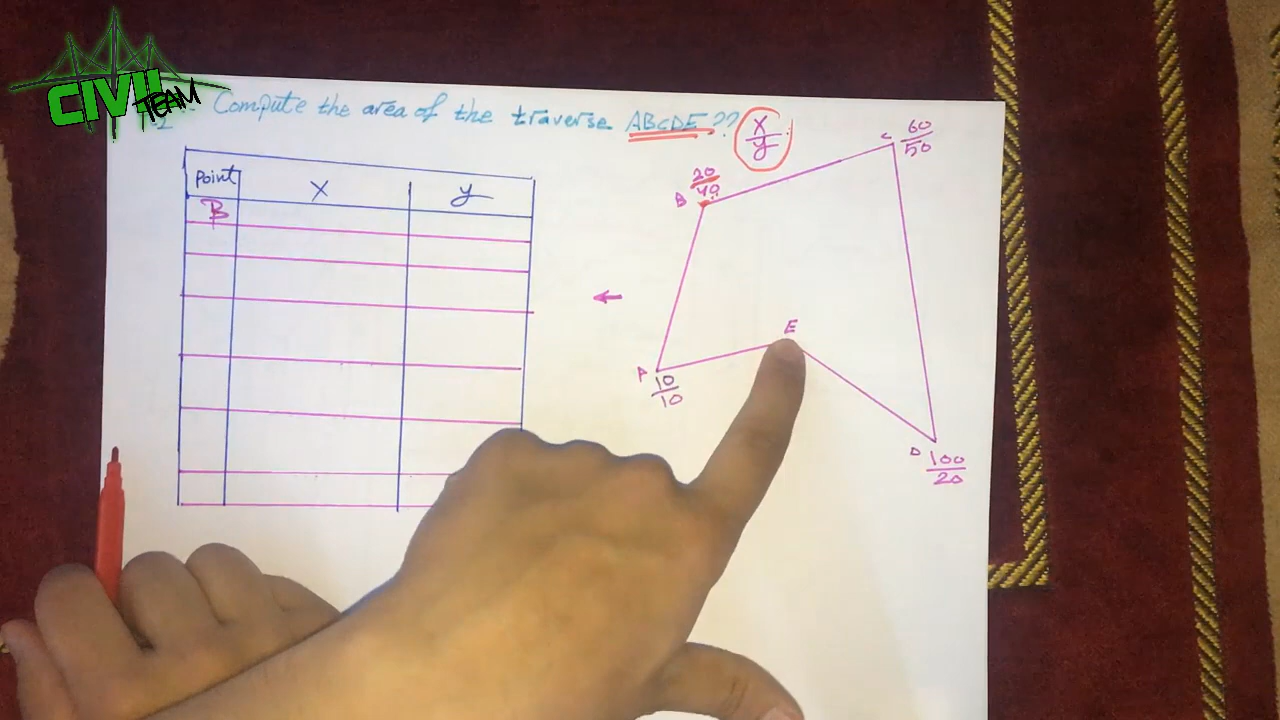 CIVIL TEAM
Compute the area of the traverse ABCDE??
x
y
C 60
50
20
40
B
Point X y
B
E
A
10
10
D 100
20